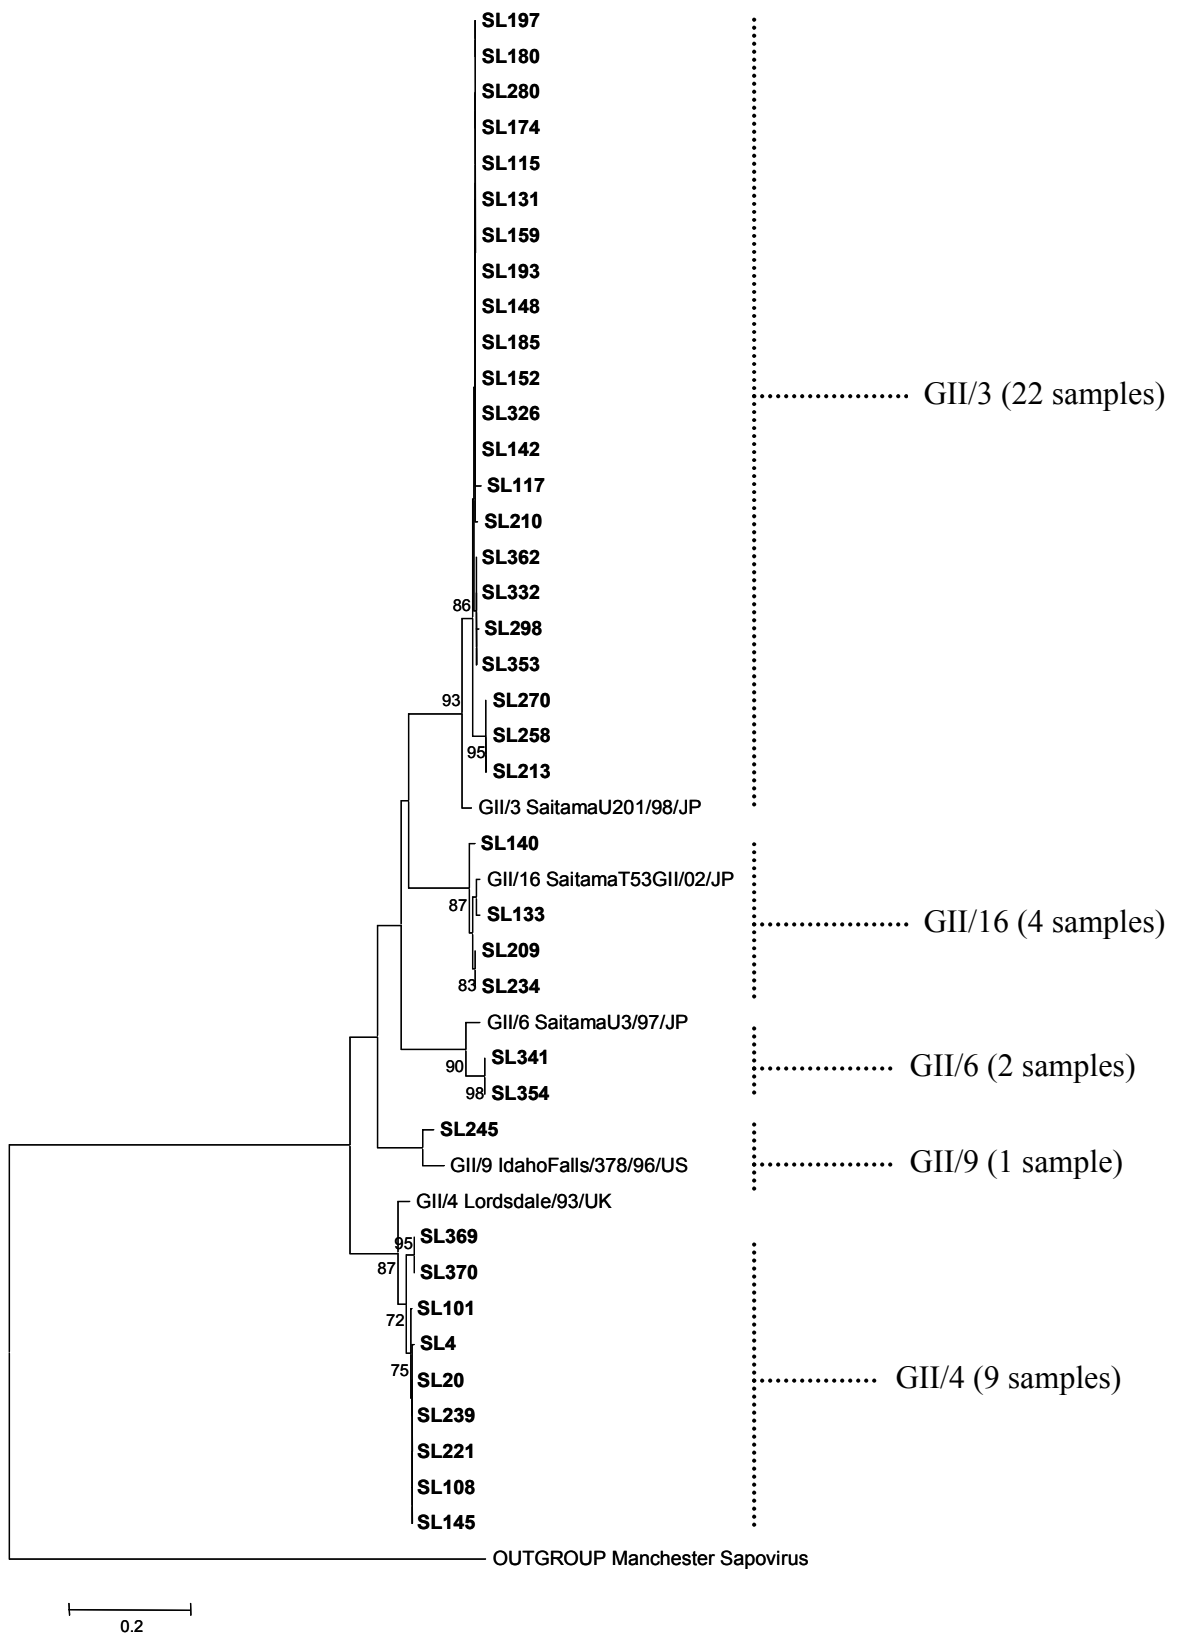 SL197
SL180
SL280
SL174
SL115
SL131
SL159
SL193
SL148
SL185
SL152
GII/3 (22 samples)
SL326
SL142
SL117
SL210
SL362
SL332
86
SL298
SL353
93
SL270
SL258
95
SL213
GII/3 SaitamaU201/98/JP
SL140
GII/16 SaitamaT53GII/02/JP
87
SL133
GII/16 (4 samples)
SL209
83
SL234
GII/6 SaitamaU3/97/JP
SL341
90
GII/6 (2 samples)
98
SL354
SL245
GII/9 IdahoFalls/378/96/US
GII/9 (1 sample)
GII/4 Lordsdale/93/UK
SL369
95
87
SL370
SL101
72
SL4
75
SL20
GII/4 (9 samples)
SL239
SL221
SL108
SL145
OUTGROUP Manchester Sapovirus
0.2